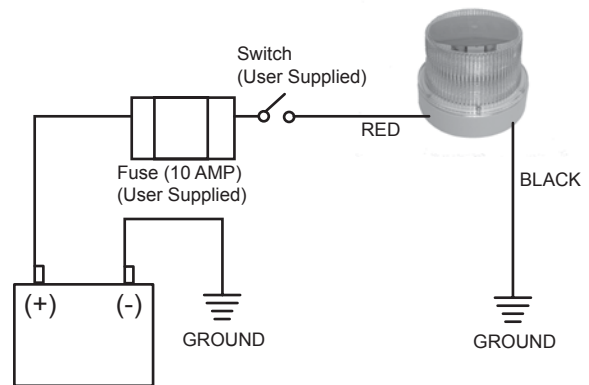 Switch
(User Supplied)
RED
Fuse (10 AMP)
(User Supplied)
BLACK
(+) (-)
GROUND
GROUND